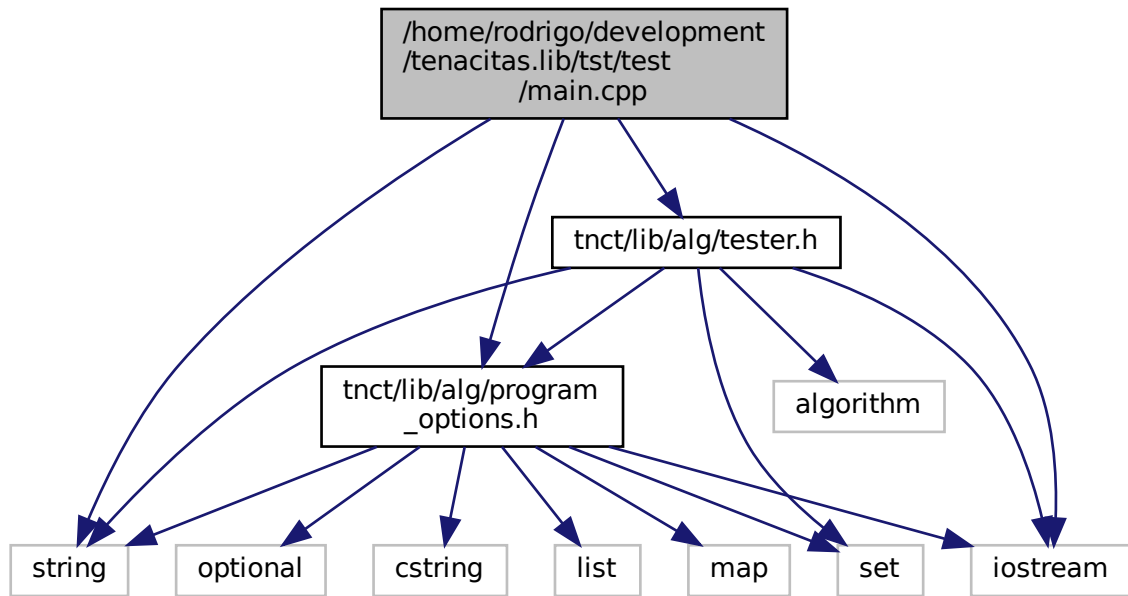 /home/rodrigo/development
/tenacitas.lib/tst/test
/main.cpp
tnct/lib/alg/tester.h
tnct/lib/alg/program
_options.h
algorithm
string
optional
cstring
list
map
set
iostream